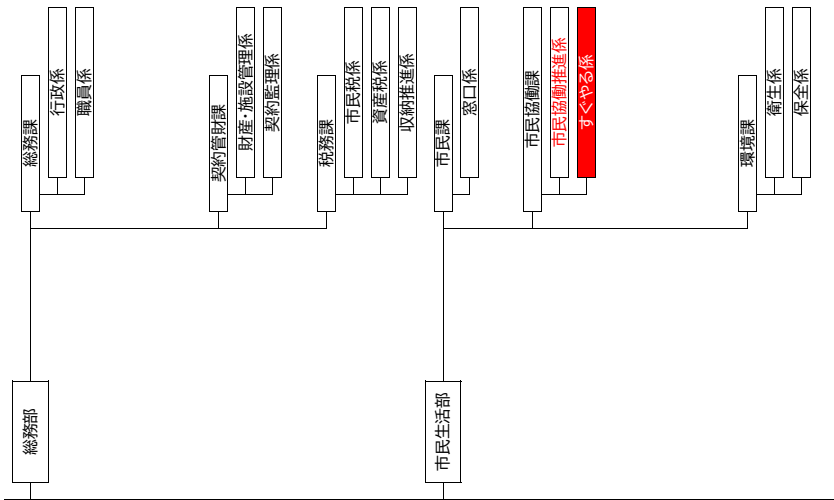 総務部
総務課
行政係
職員係
契約管財課
財産・施設管理係
契約監理係
税務課
市民税係
資産税係
収納推進係
市民生活部
市民課
窓口係
市民協働課
市民協働推進係
すぐやる係
環境課
衛生係
保全係